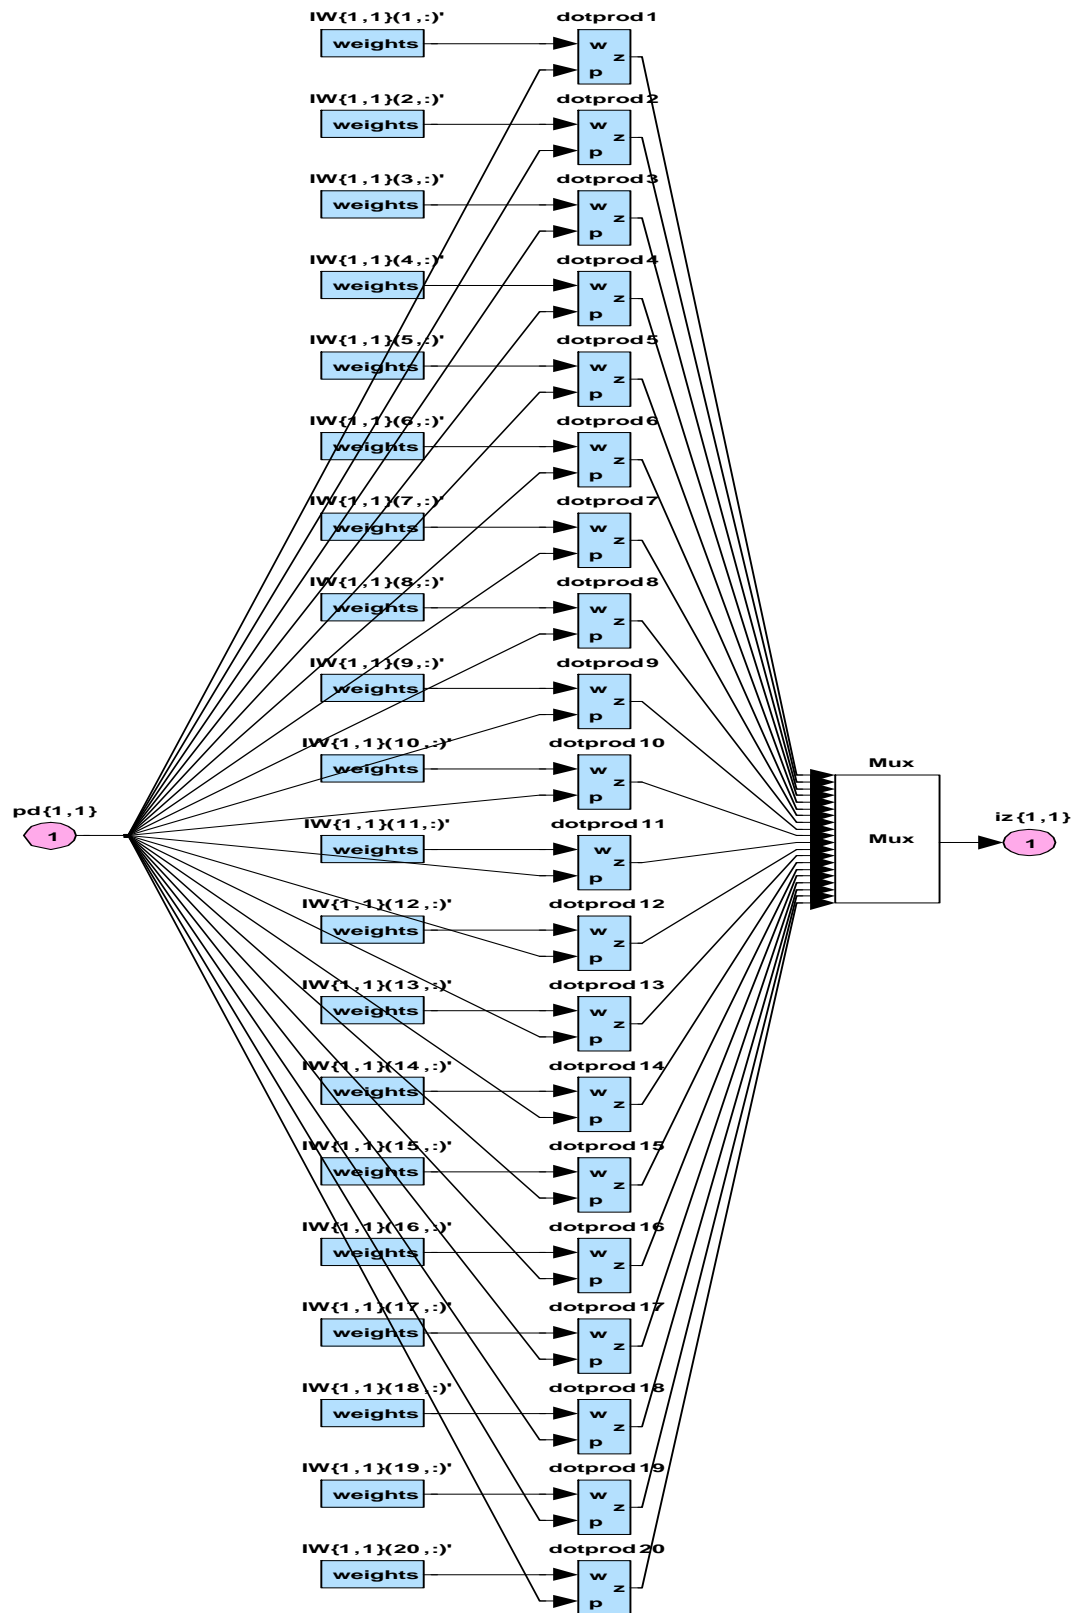 IW{1,1}(1,:)' dotprod1
weights w z p
IW{1,1}(2,:)' dotprod2
weights w z p
IW{1,1}(3,:)' dotprod3
weights w z p
IW{1,1}(4,:)' dotprod4
weights w z p
IW{1,1}(5,:)' dotprod5
weights w z p
IW{1,1}(6,:)' dotprod6
weights w z p
IW{1,1}(7,:)' dotprod7
weights w z p
IW{1,1}(8,:)' dotprod8
weights w z p
IW{1,1}(9,:)' dotprod9
weights w z p
IW{1,1}(10,:)' dotprod10
weights w z p
Mux
pd{1,1}
1
IW{1,1}(11,:)' dotprod11
weights w z p
Mux
iz{1,1}
1
IW{1,1}(12,:)' dotprod12
weights w z p
IW{1,1}(13,:)' dotprod13
weights w z p
IW{1,1}(14,:)' dotprod14
weights w z p
IW{1,1}(15,:)' dotprod15
weights w z p
IW{1,1}(16,:)' dotprod16
weights w z p
IW{1,1}(17,:)' dotprod17
weights w z p
IW{1,1}(18,:)' dotprod18
weights w z p
IW{1,1}(19,:)' dotprod19
weights w z p
IW{1,1}(20,:)' dotprod20
weights w z p